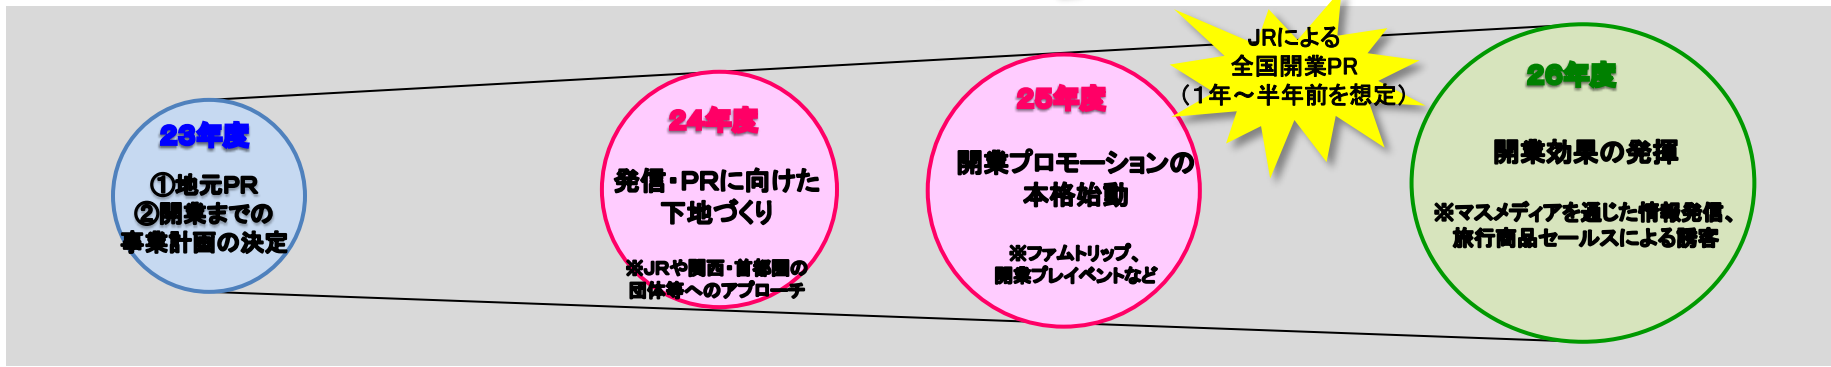 23年度
①地元PR
②開業までの
事業計画の決定
24年度
発信・PRに向けた
下地づくり
※JRや関西・首都圏の
団体等へのアプローチ
25年度
開業プロモーションの
本格始動
※ファムトリップ、
開業プレイベントなど
JRによる
全国開業PR
（1年～半年前を想定）
26年度
開業効果の発揮
※マスメディアを通じた情報発信、
旅行商品セールスによる誘客